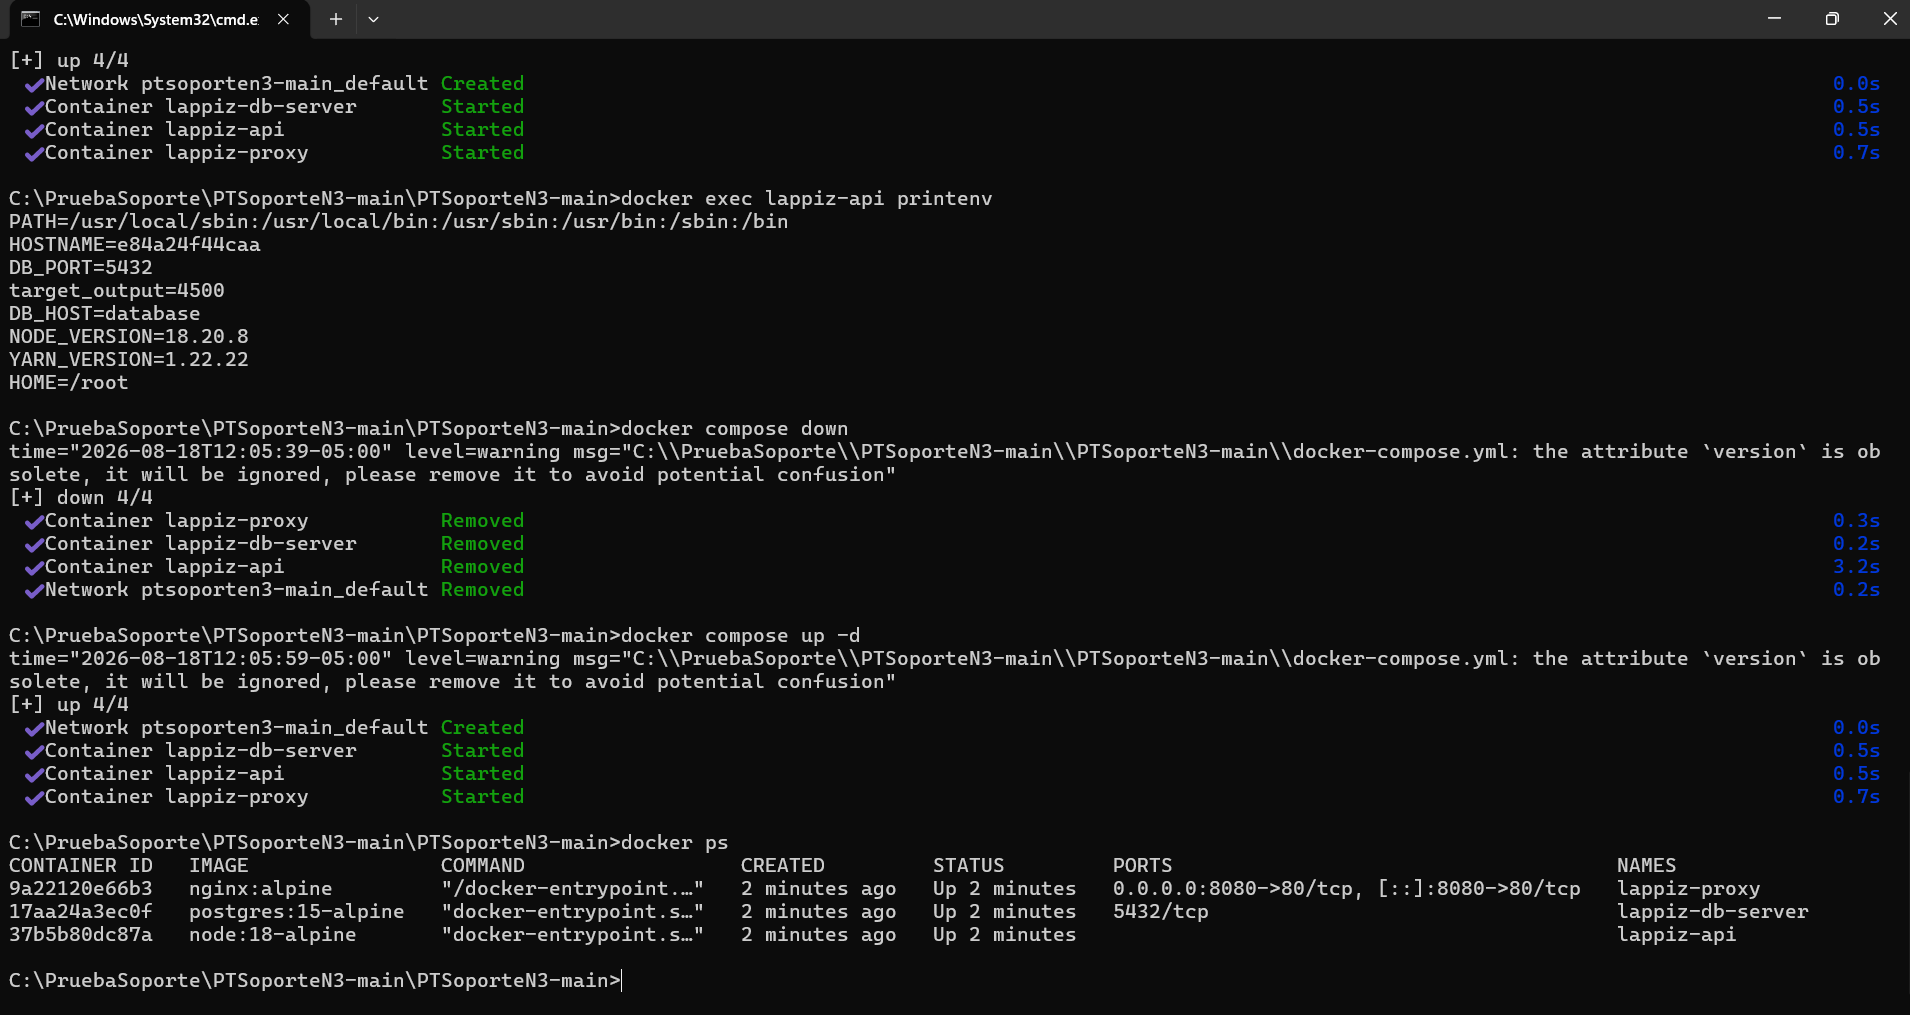 C:\Windows\System32\cmd.e
[+] up 4/4
✔Network ptsoporten3-main_default Created 0.0s
✔Container lappiz-db-server Started 0.5s
✔Container lappiz-api Started 0.5s
✔Container lappiz-proxy Started 0.7s
C:\PruebaSoporte\PTSoporteN3-main\PTSoporteN3-main>docker exec lappiz-api printenv
PATH=/usr/local/sbin:/usr/local/bin:/usr/sbin:/usr/bin:/sbin:/bin
HOSTNAME=e84a24f44caa
DB_PORT=5432
target_output=4500
DB_HOST=database
NODE_VERSION=18.20.8
YARN_VERSION=1.22.22
HOME=/root
C:\PruebaSoporte\PTSoporteN3-main\PTSoporteN3-main>docker compose down
time="2026-08-18T12:05:39-05:00" level=warning msg="C:\\PruebaSoporte\\PTSoporteN3-main\\PTSoporteN3-main\\docker-compose.yml: the attribute `version` is ob
solete, it will be ignored, please remove it to avoid potential confusion"
[+] down 4/4
✔Container lappiz-proxy Removed 0.3s
✔Container lappiz-db-server Removed 0.2s
✔Container lappiz-api Removed 3.2s
✔Network ptsoporten3-main_default Removed 0.2s
C:\PruebaSoporte\PTSoporteN3-main\PTSoporteN3-main>docker compose up -d
time="2026-08-18T12:05:59-05:00" level=warning msg="C:\\PruebaSoporte\\PTSoporteN3-main\\PTSoporteN3-main\\docker-compose.yml: the attribute `version` is ob
solete, it will be ignored, please remove it to avoid potential confusion"
[+] up 4/4
✔Network ptsoporten3-main_default Created 0.0s
✔Container lappiz-db-server Started 0.5s
✔Container lappiz-api Started 0.5s
✔Container lappiz-proxy Started 0.7s
C:\PruebaSoporte\PTSoporteN3-main\PTSoporteN3-main>docker ps
CONTAINER ID IMAGE COMMAND CREATED STATUS PORTS NAMES
9a22120e66b3 nginx:alpine "/docker-entrypoint.…" 2 minutes ago Up 2 minutes 0.0.0.0:8080->80/tcp, [::]:8080->80/tcp lappiz-proxy
17aa24a3ec0f postgres:15-alpine "docker-entrypoint.s…" 2 minutes ago Up 2 minutes 5432/tcp lappiz-db-server
37b5b80dc87a node:18-alpine "docker-entrypoint.s…" 2 minutes ago Up 2 minutes lappiz-api
C:\PruebaSoporte\PTSoporteN3-main\PTSoporteN3-main>